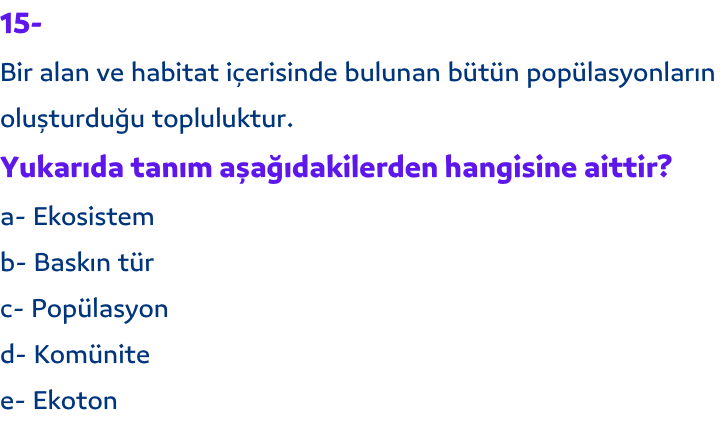 15-
Bir alan ve habitat içerisinde bulunan bütün popülasyonların
oluşturduğu topluluktur.
Yukarıda tanım aşağıdakilerden hangisine aittir?
a- Ekosistem
b- Baskın tür
c- Popülasyon
d- Komünite
e- Ekoton